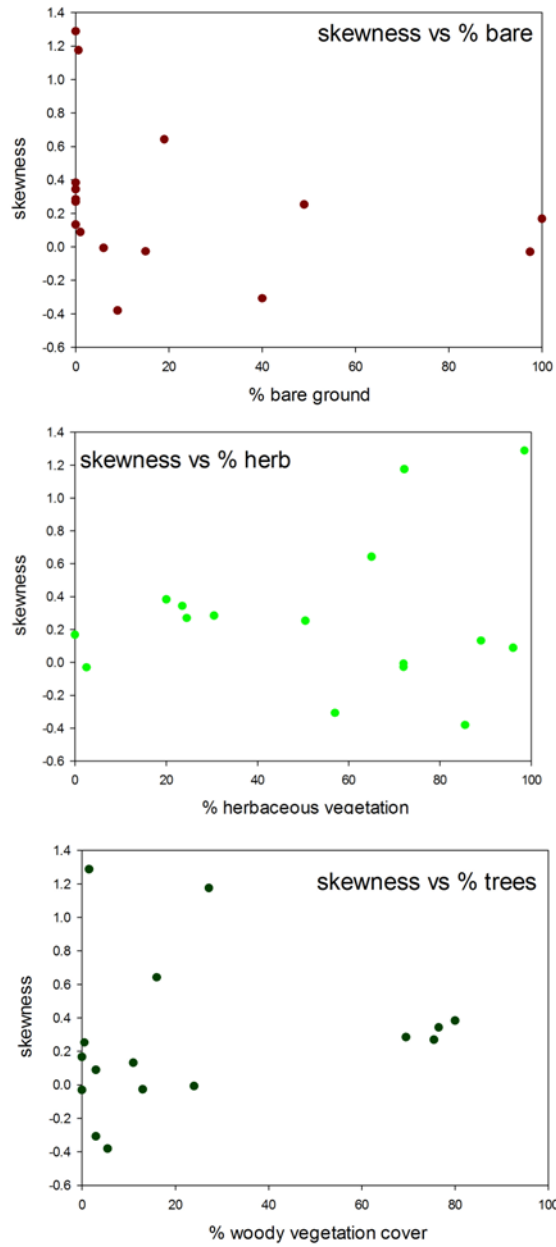 skewness vs % bare
1.4
1.2
1.0
0.8
0.6
0.4
0.2
0.0
-0.2
-0.4
-0.6
skewness
0 20 40 60 80 100
% bare ground
skewness vs % herb
1.4
1.2
1.0
0.8
0.6
0.4
0.2
0.0
-0.2
-0.4
-0.6
skewness
0 20 40 60 80 100
% herbaceous vegetation
skewness vs % trees
1.4
1.2
1.0
0.8
0.6
0.4
0.2
0.0
-0.2
-0.4
-0.6
skewness
0 20 40 60 80 100
% woody vegetation cover